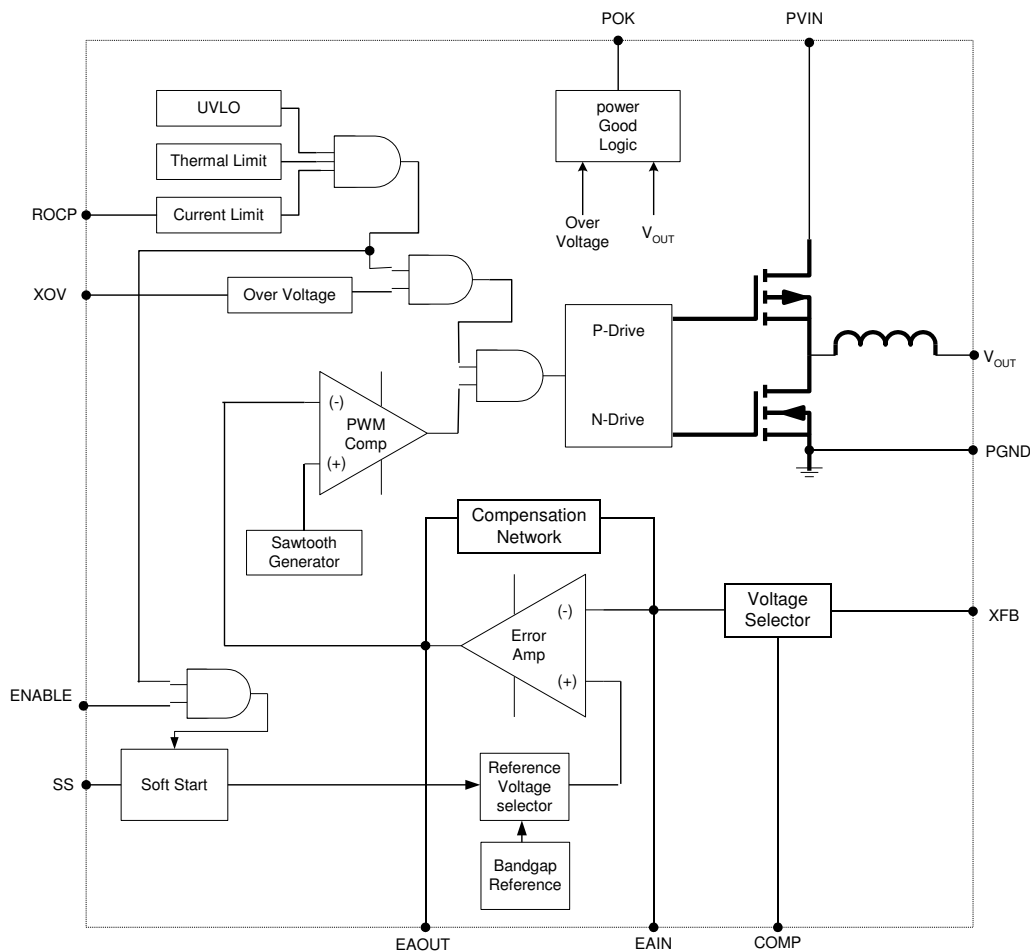 POK
PVIN
UVLO
power
Good
Logic
Thermal Limit
ROCP
Current Limit
Over
Voltage
VOUT
XOV
Over Voltage
P-Drive
VOUT
(-)
PWM
Comp
N-Drive
(+)
PGND
Compensation
Network
Sawtooth
Generator
Voltage
Selector
(-)
XFB
Error
Amp
(+)
ENABLE
SS
Soft Start
Reference
Voltage
selector
Bandgap
Reference
EAOUT
EAIN
COMP